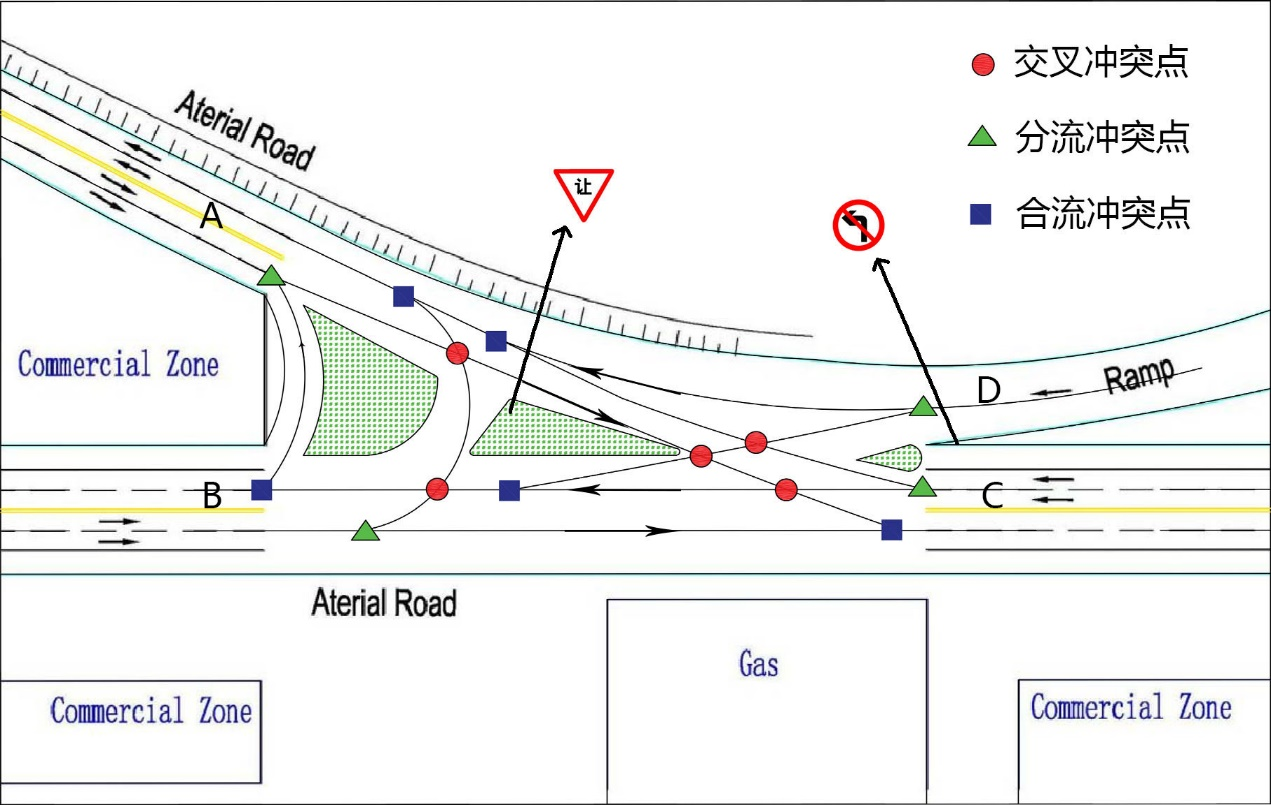 交叉冲突点
分流冲突点
合流冲突点
Aterial Road
让
A
D
Ramp
Commercial Zone
B
C
Aterial Road
Gas
Commercial Zone
Commercial Zone